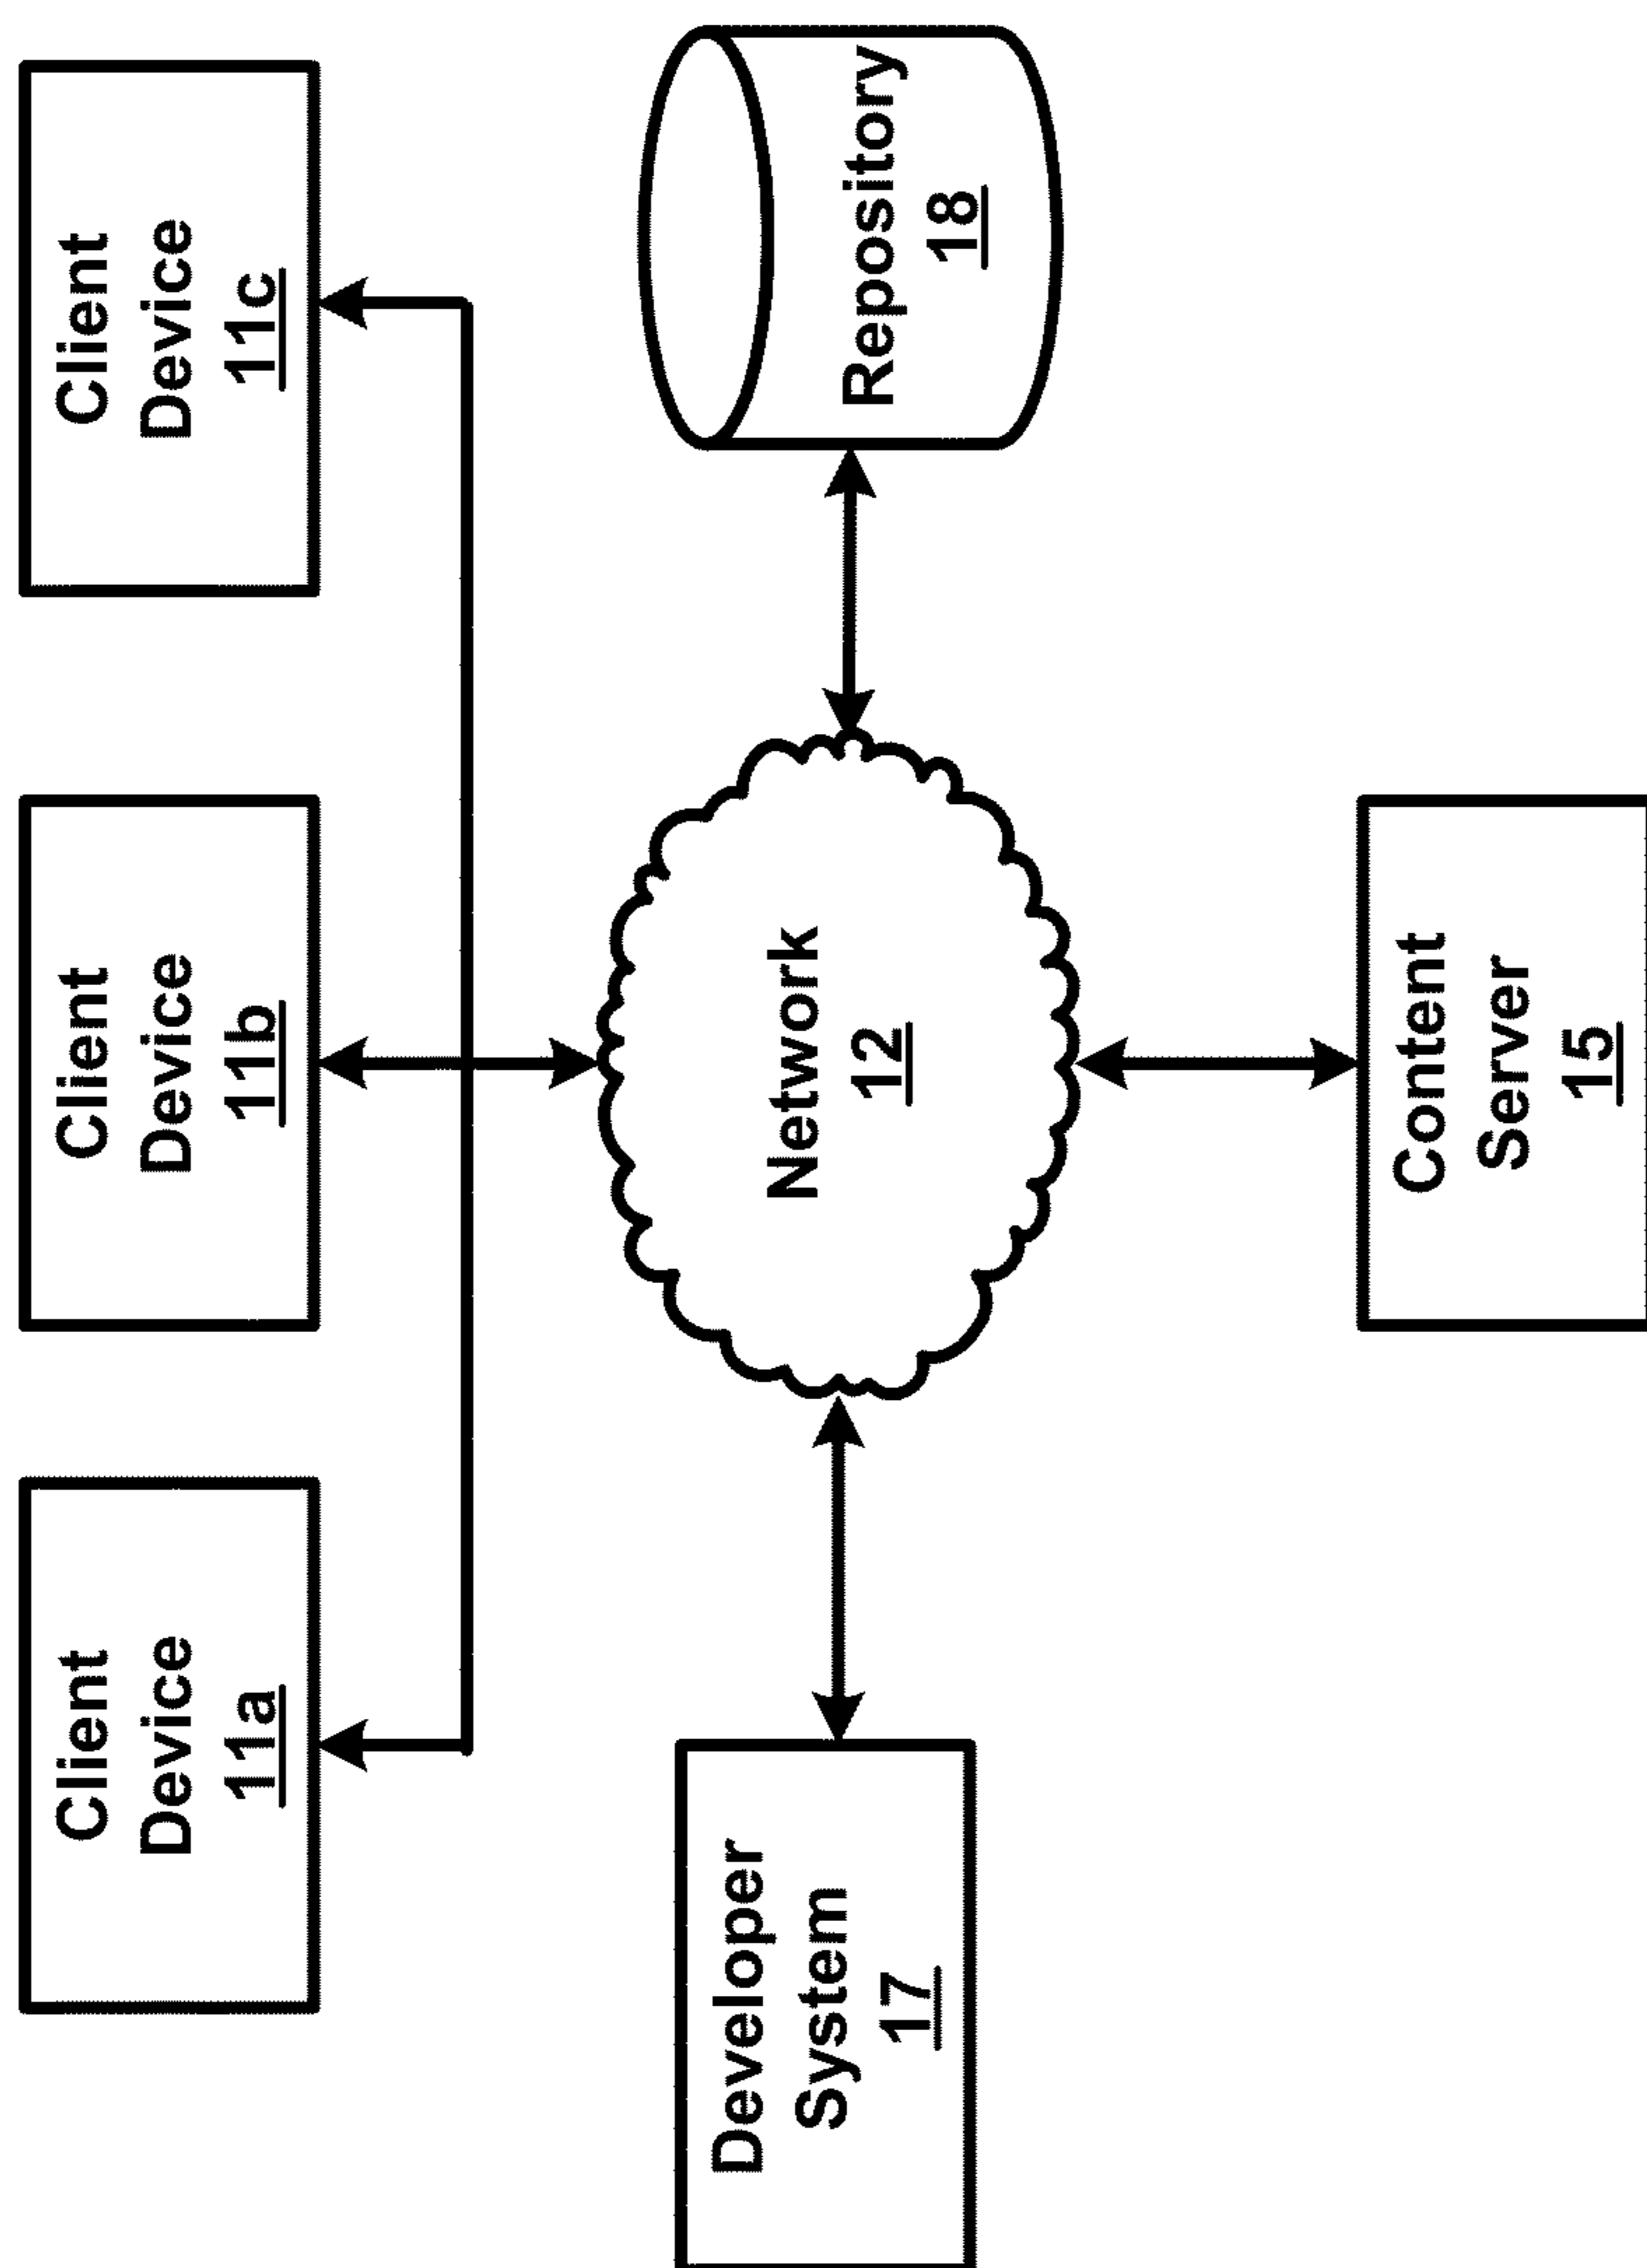 Client
Device
11a
Client
Device
11b
Client
Device
11c
Developer
System
17
Network
12
Repository
18
Content
Server
15